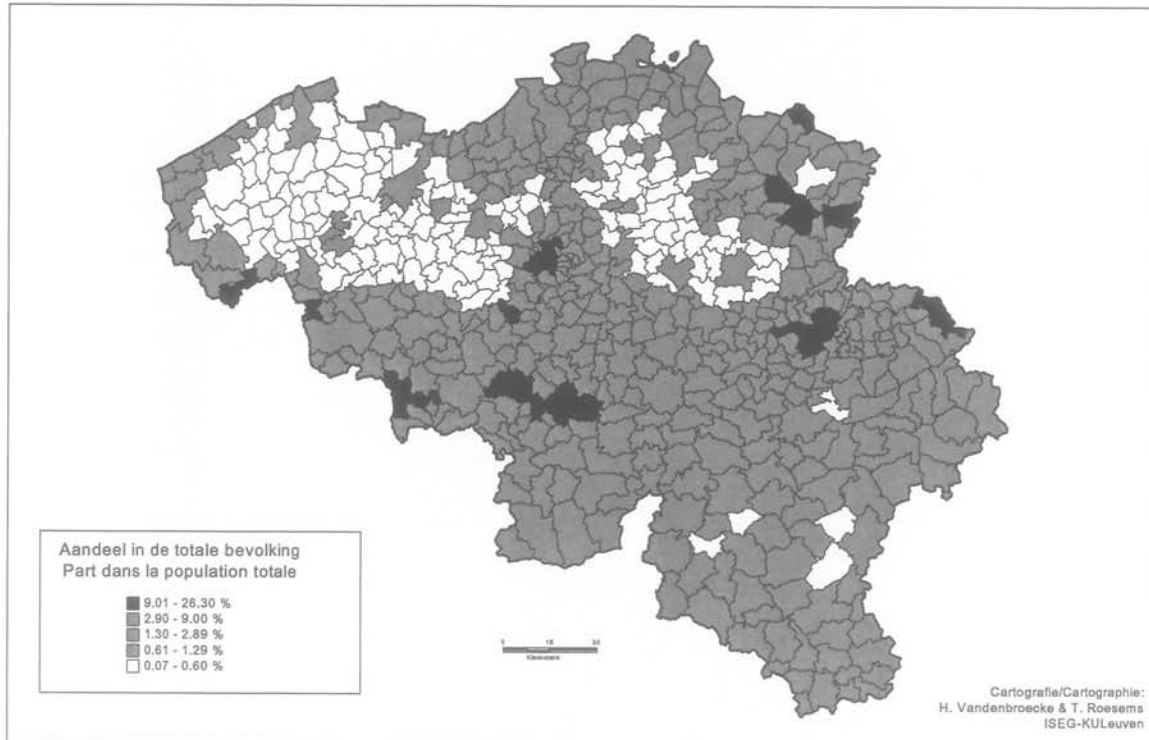 Aandeel in de totale bevolking
Part dans la population totale
9.01 - 26.30 %
2.90 - 9.00 %
1.30 - 2.89 %
0.61 - 1.29 %
0.07 - 0.60 %
Kilometers
Cartografie/Cartographie:
H. Vandenbroecke & T. Roesems
ISEG-KULeuven